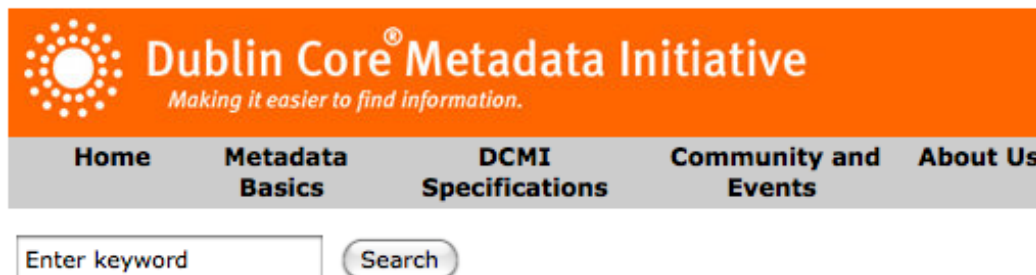 Dublin Core® Metadata Initiative
Making it easier to find information.
Home Metadata Basics DCMI Specifications Community and Events About Us
Enter keyword Search